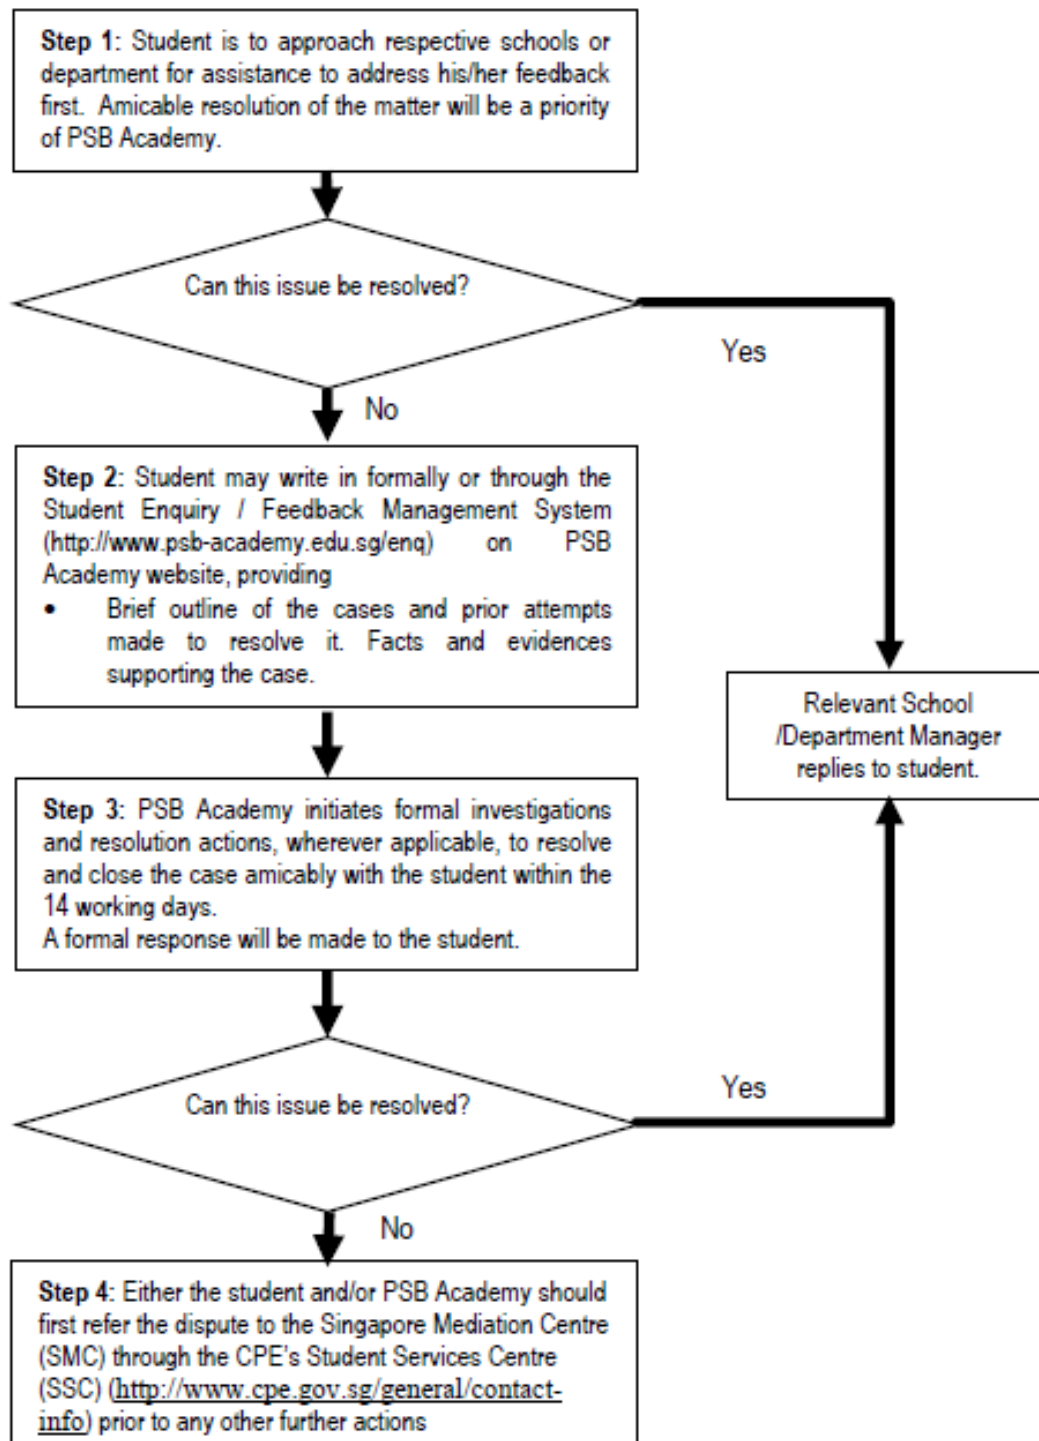 Step 1: Student is to approach respective schools or
department for assistance to address his/her feedback
first. Amicable resolution of the matter will be a priority
of PSB Academy.
Can this issue be resolved?
Yes
No
Step 2: Student may write in formally or through the
Student Enquiry / Feedback Management System
(http://www.psb-academy.edu.sg/enq) on PSB
Academy website, providing
• Brief outline of the cases and prior attempts
made to resolve it. Facts and evidences
supporting the case.
Relevant School
/Department Manager
replies to student.
Step 3: PSB Academy initiates formal investigations
and resolution actions, wherever applicable, to resolve
and close the case amicably with the student within the
14 working days.
A formal response will be made to the student.
Can this issue be resolved?
Yes
No
Step 4: Either the student and/or PSB Academy should
first refer the dispute to the Singapore Mediation Centre
(SMC) through the CPE's Student Services Centre
(SSC) (http://www.cpe.gov.sg/general/contact-
info) prior to any other further actions